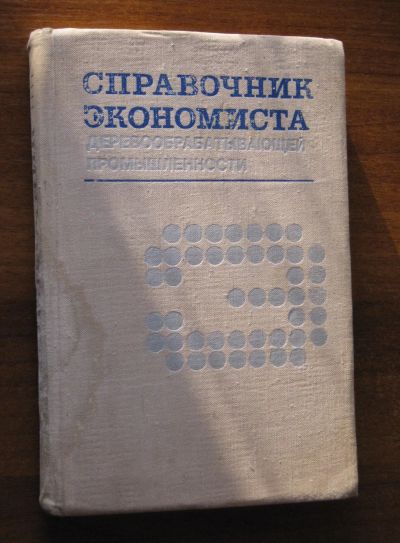 СПРАВОЧНИК
ЭКОНОМИСТА
ДЕРЕВООБРАБАТЫВАЮЩЕЙ
ПРОМЫШЛЕННОСТИ